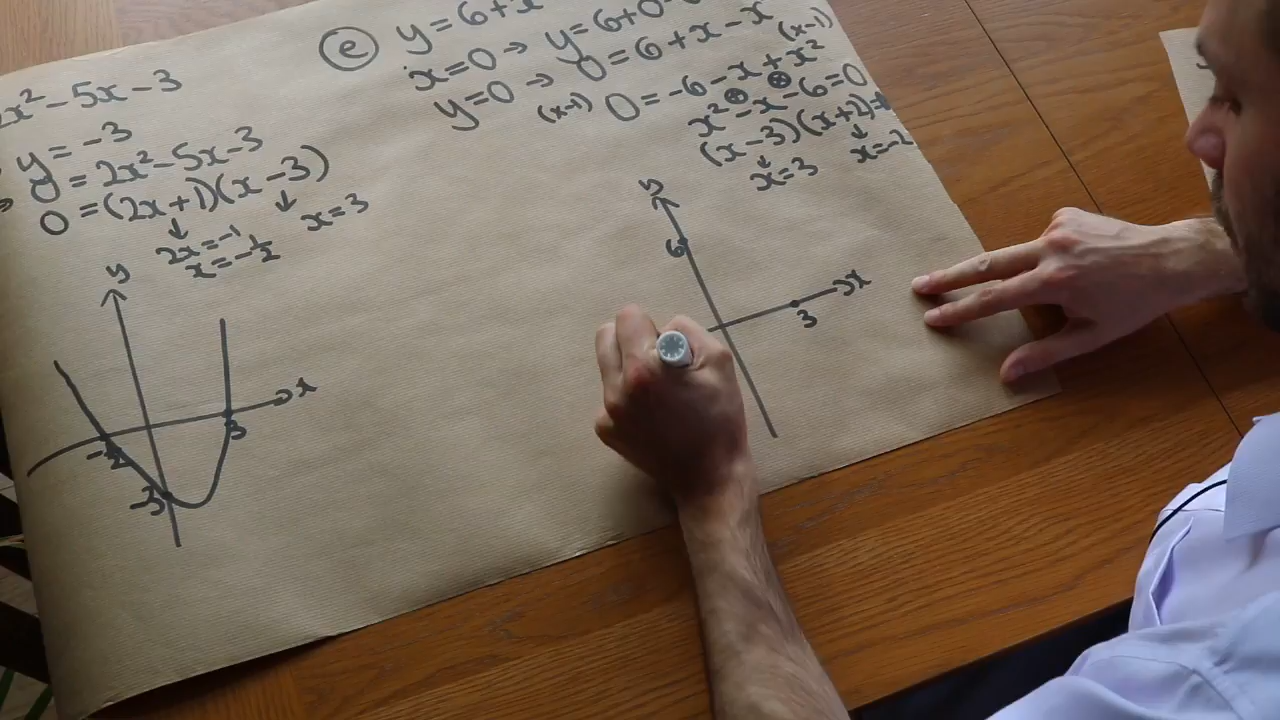 2x² - 5x - 3
y = -3
0 = 2x² - 5x - 3
0 = (2x+1)(x-3)
↓ ↓
2x = -1 x = 3
x = -1/2
y
x
3
-3
e y = 6 + x
x = 0 → y = 6 + 0
y = 0 → 0 = 6 + x - x
(x-1) 0 = -6 - x + x² (x-1)
x² - x - 6 = 0
(x-3)(x+2) =
↓ ↓
x = 3 x = -2
y
6
x
3